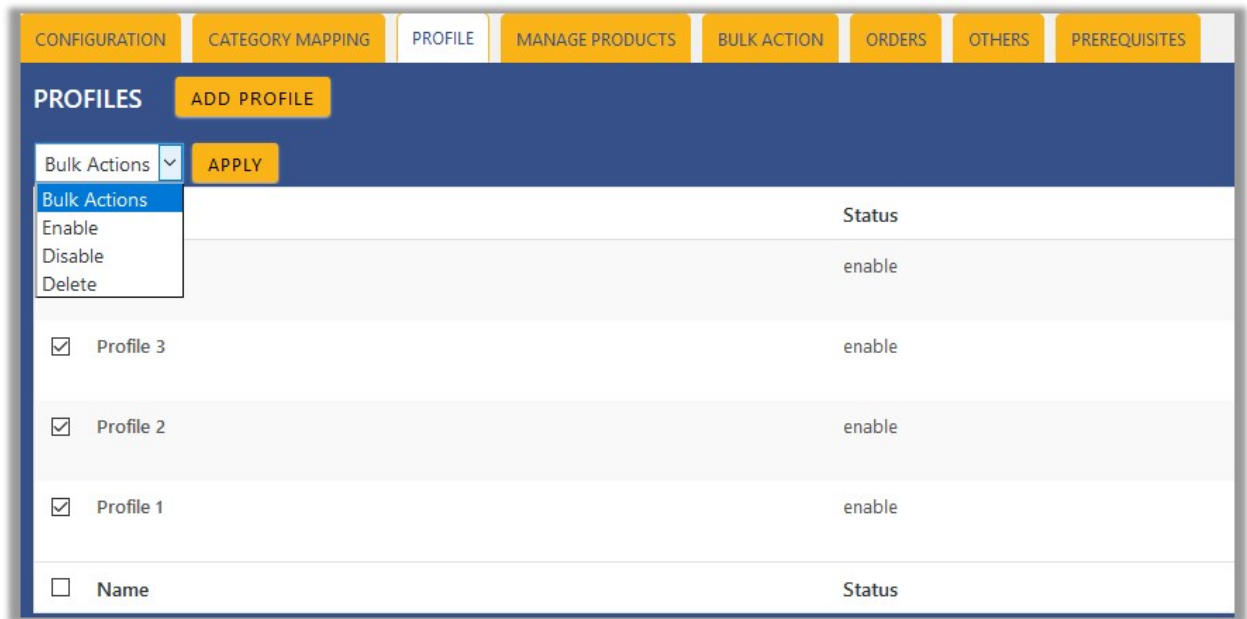 CONFIGURATION CATEGORY MAPPING PROFILE MANAGE PRODUCTS BULK ACTION ORDERS OTHERS PREREQUISITES
PROFILES ADD PROFILE
Bulk Actions APPLY
Bulk Actions
Enable
Disable
Delete
Status
enable
Profile 3 enable
Profile 2 enable
Profile 1 enable
Name Status